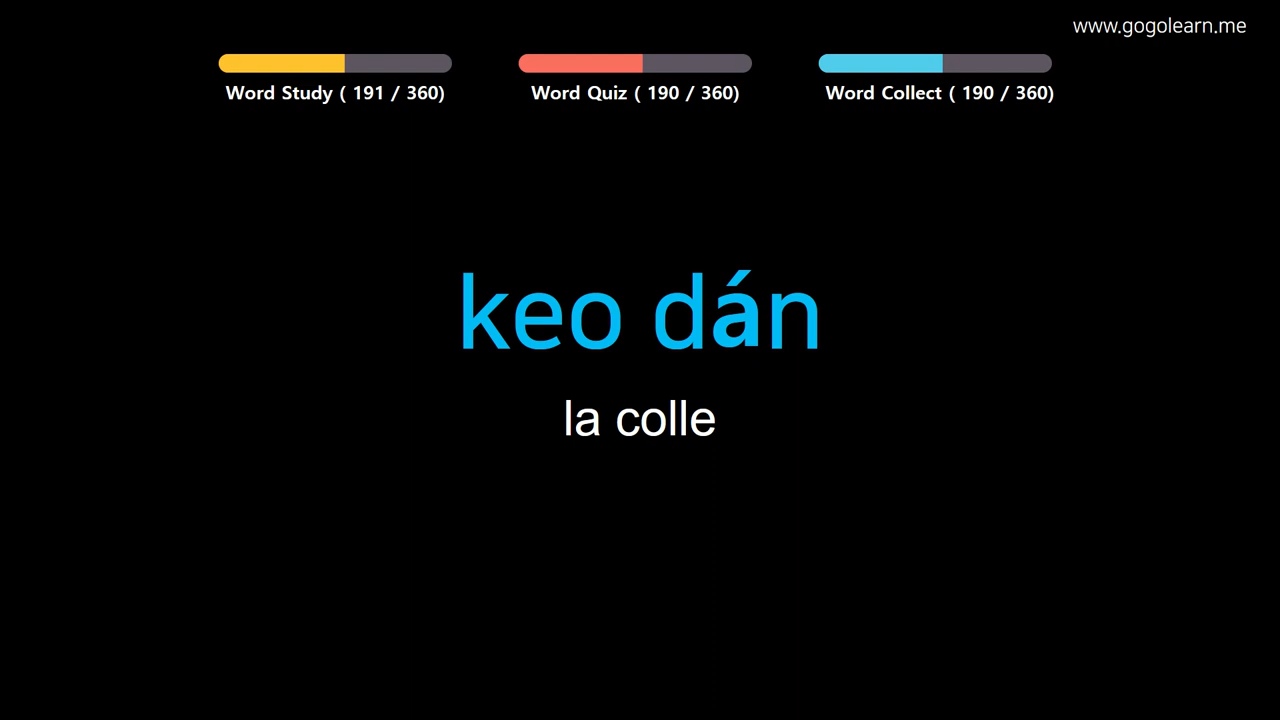 www.gogolearn.me
Word Study ( 191 / 360)
Word Quiz ( 190 / 360)
Word Collect ( 190 / 360)
keo dán
la colle